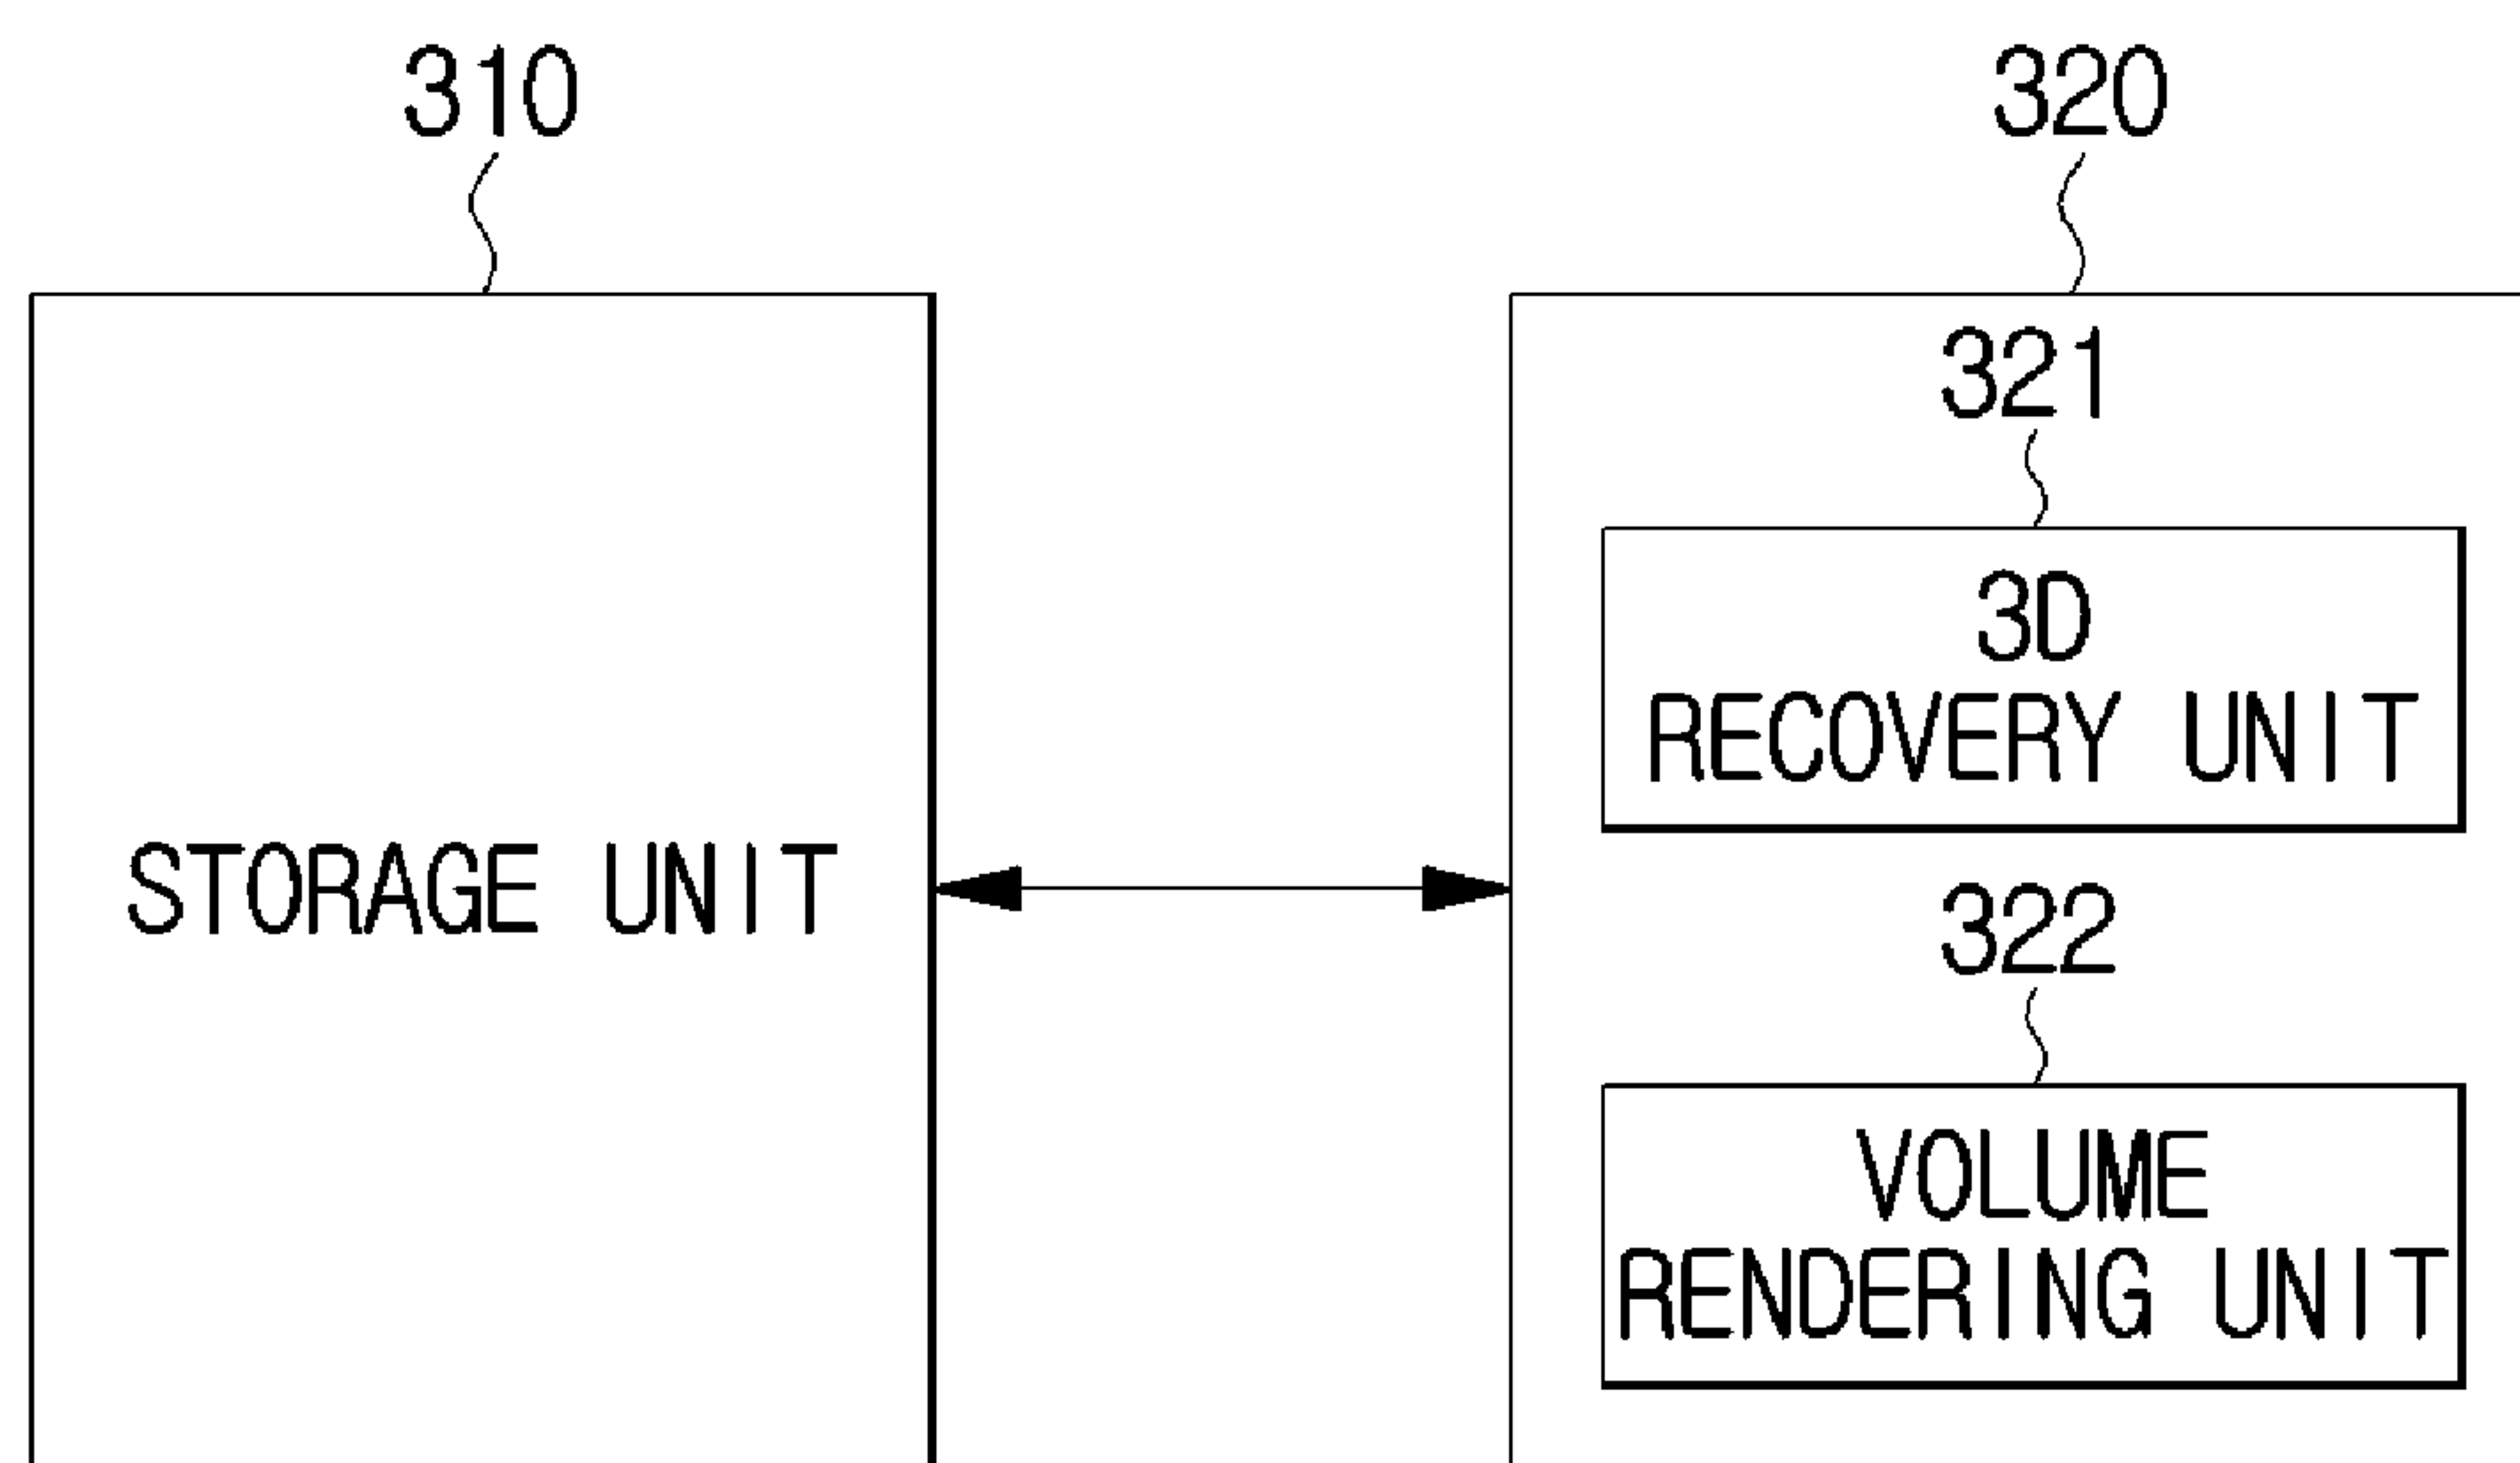 310
320
321
3D
RECOVERY UNIT
STORAGE UNIT
322
VOLUME
RENDERING UNIT